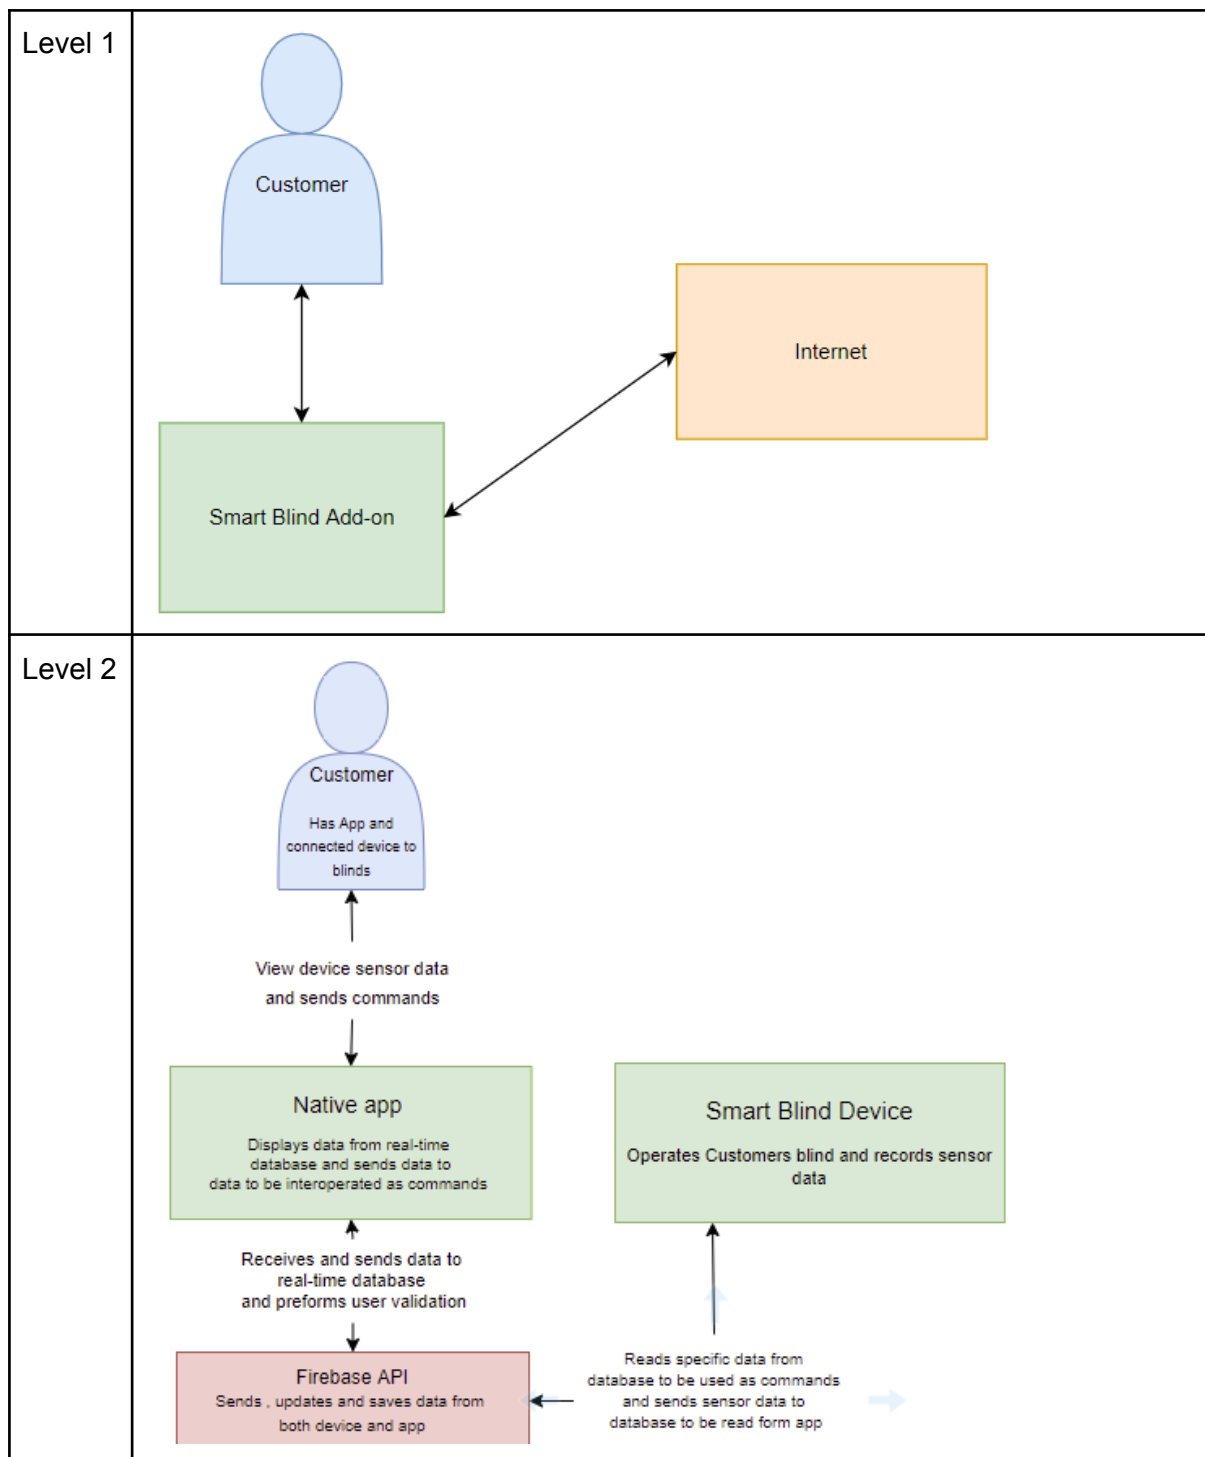 Level 1
Customer
Internet
Smart Blind Add-on
Level 2
Customer
Has App and
connected device to
blinds
View device sensor data
and sends commands
Native app
Displays data from real-time
database and sends data to
data to be interoperated as commands
Smart Blind Device
Operates Customers blind and records sensor
data
Receives and sends data to
real-time database
and preforms user validation
Firebase API
Sends , updates and saves data from
both device and app
Reads specific data from
database to be used as commands
and sends sensor data to
database to be read form app